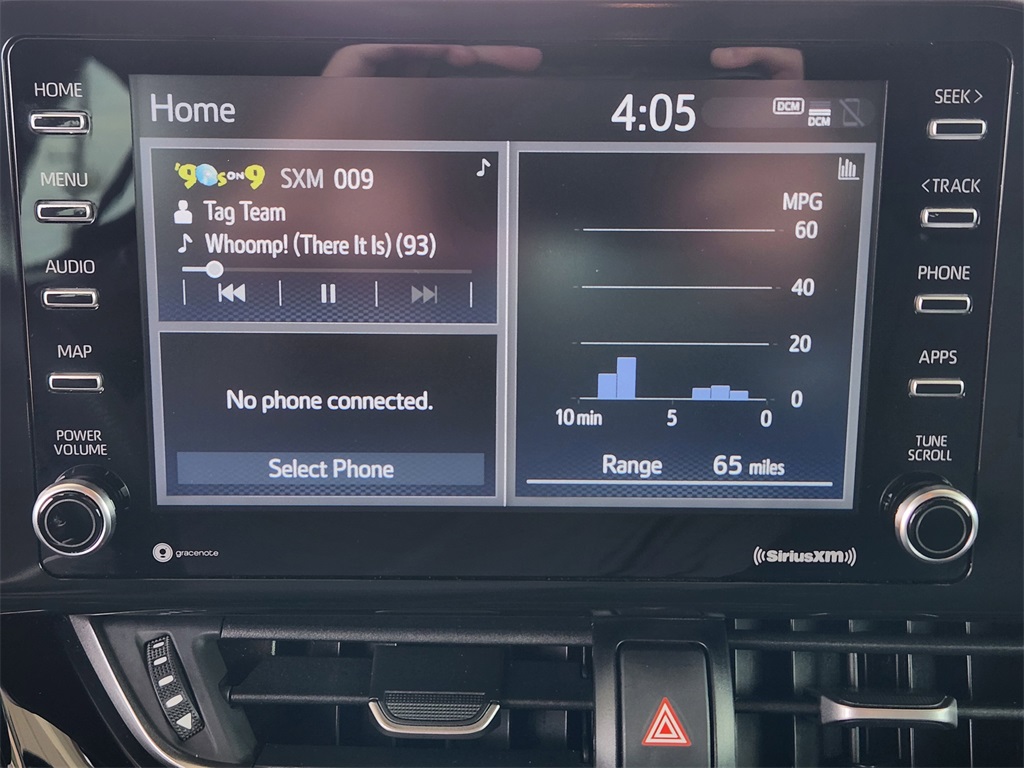 HOME
MENU
AUDIO
MAP
POWER
VOLUME
Home
4:05
DCM
DCM
'90s ON 9 SXM 009
Tag Team
Whoomp! (There It Is) (93)
No phone connected.
Select Phone
MPG
60
40
20
0
10 min 5 0
Range 65 miles
SEEK >
< TRACK
PHONE
APPS
TUNE
SCROLL
gracenote
((SiriusXM))